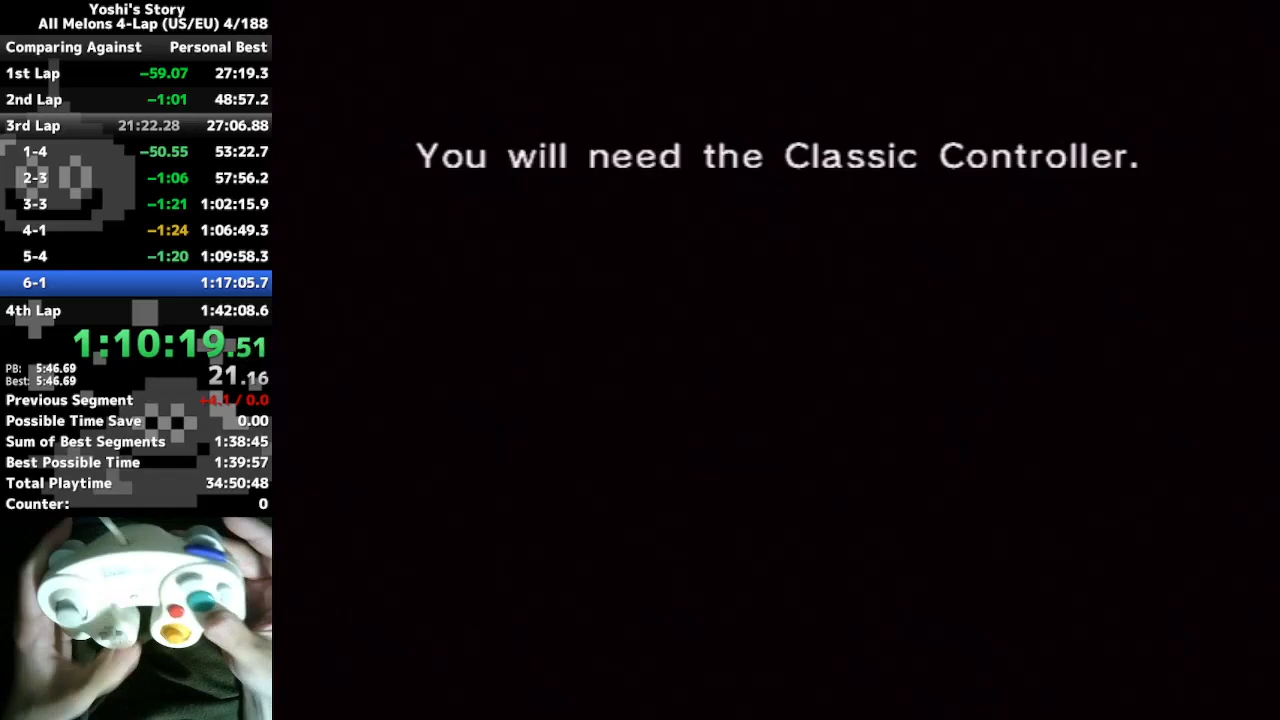 Yoshi's Story
All Melons 4-Lap (US/EU) 4/188
Comparing Against Personal Best
1st Lap −59.07 27:19.3
2nd Lap −1:01 48:57.2
3rd Lap 21:22.28 27:06.88
1-4 −50.55 53:22.7
2-3 −1:06 57:56.2
3-3 −1:21 1:02:15.9
4-1 −1:24 1:06:49.3
5-4 −1:20 1:09:58.3
6-1 1:17:05.7
4th Lap 1:42:08.6
1:10:19.51
PB: 5:46.69
Best: 5:46.69
21.16
Previous Segment +4.1 / 0.0
Possible Time Save 0.00
Sum of Best Segments 1:38:45
Best Possible Time 1:39:57
Total Playtime 34:50:48
Counter: 0
You will need the Classic Controller.